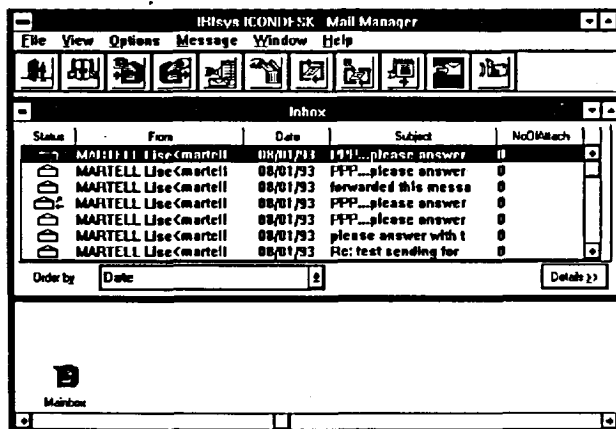 IRIsys ICONDESK Mail Manager
File View Options Message Window Help
Inbox
Status From Date Subject NoOfAttach
MARTELL Lise<martell 08/01/93 PPP...please answer 0
MARTELL Lise<martell 08/01/93 PPP...please answer 0
MARTELL Lise<martell 08/01/93 forwarded this messa 0
MARTELL Lise<martell 08/01/93 PPP...please answer 0
MARTELL Lise<martell 08/01/93 PPP...please answer 0
MARTELL Lise<martell 08/01/93 please answer with t 0
MARTELL Lise<martell 08/01/93 Re: test sending for 0
Order by Date Details >>
Mainbox